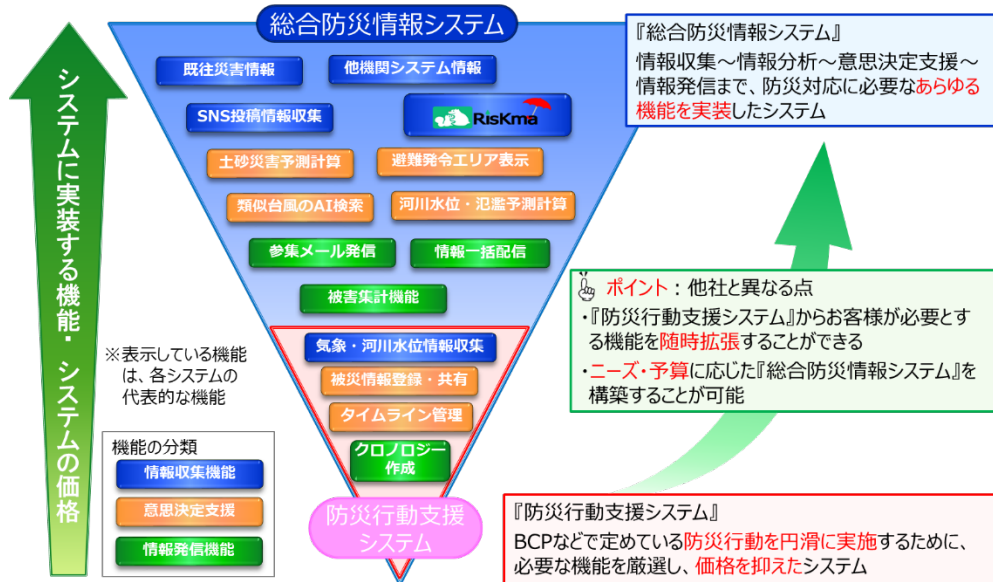 総合防災情報システム
既往災害情報
他機関システム情報
SNS投稿情報収集
RisKma
土砂災害予測計算
避難発令エリア表示
類似台風のAI検索
河川水位・氾濫予測計算
参集メール発信
情報一括配信
被害集計機能
気象・河川水位情報収集
被災情報登録・共有
タイムライン管理
クロノロジー
作成
防災行動支援
システム
システムに実装する機能・システムの価格
※表示している機能
は、各システムの
代表的な機能
機能の分類
情報収集機能
意思決定支援
情報発信機能
『総合防災情報システム』
情報収集～情報分析～意思決定支援～
情報発信まで、防災対応に必要なあらゆる
機能を実装したシステム
ポイント：他社と異なる点
・『防災行動支援システム』からお客様が必要とす
る機能を随時拡張することができる
・ニーズ・予算に応じた『総合防災情報システム』を
構築することが可能
『防災行動支援システム』
BCPなどで定めている防災行動を円滑に実施するために、
必要な機能を厳選し、価格を抑えたシステム